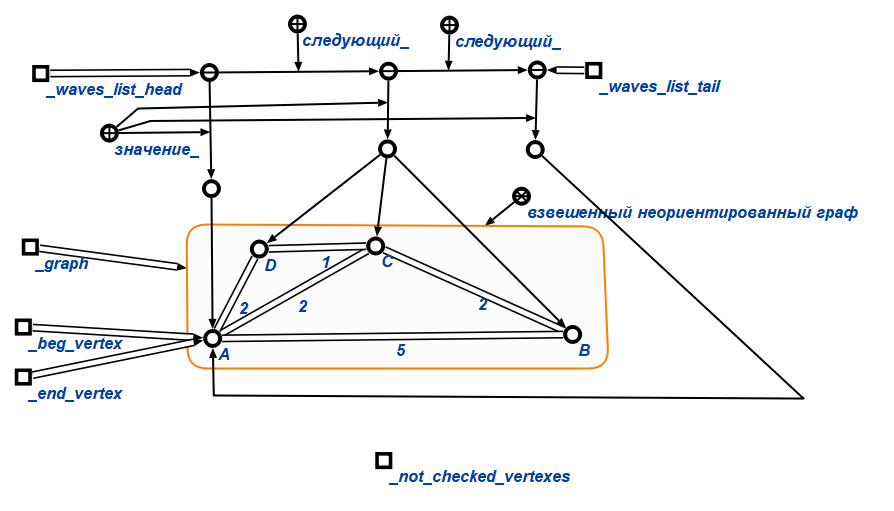 следующий_
следующий_
_waves_list_head
_waves_list_tail
значение_
взвешенный неориентированный граф
_graph
D
1
C
2
2
2
_beg_vertex
A
5
B
_end_vertex
_not_checked_vertexes